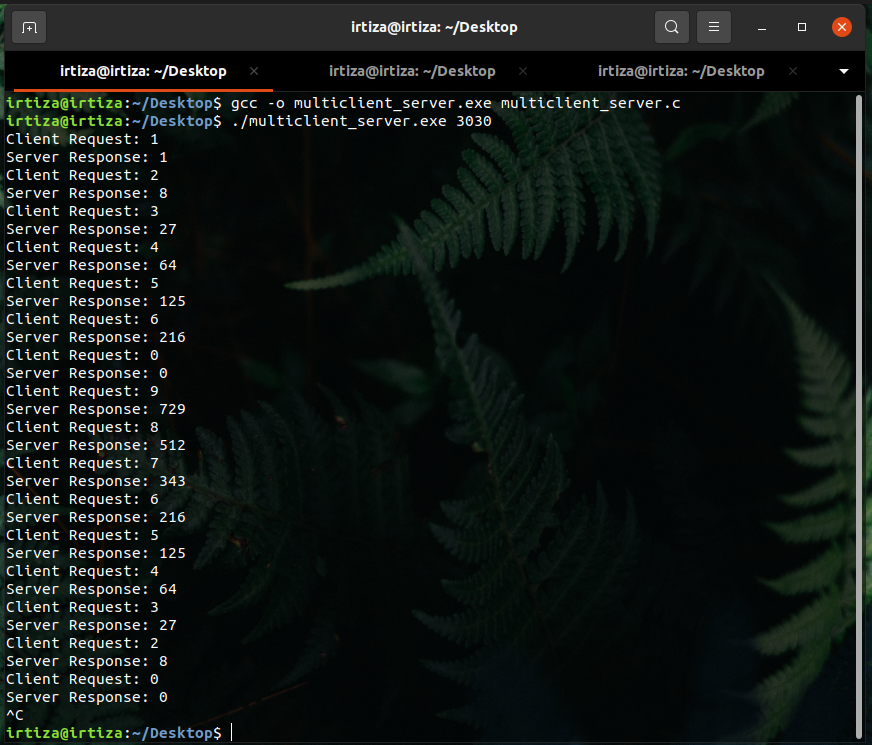 irtiza@irtiza: ~/Desktop
irtiza@irtiza: ~/Desktop irtiza@irtiza: ~/Desktop irtiza@irtiza: ~/Desktop
irtiza@irtiza:~/Desktop$ gcc -o multiclient_server.exe multiclient_server.c
irtiza@irtiza:~/Desktop$ ./multiclient_server.exe 3030
Client Request: 1
Server Response: 1
Client Request: 2
Server Response: 8
Client Request: 3
Server Response: 27
Client Request: 4
Server Response: 64
Client Request: 5
Server Response: 125
Client Request: 6
Server Response: 216
Client Request: 0
Server Response: 0
Client Request: 9
Server Response: 729
Client Request: 8
Server Response: 512
Client Request: 7
Server Response: 343
Client Request: 6
Server Response: 216
Client Request: 5
Server Response: 125
Client Request: 4
Server Response: 64
Client Request: 3
Server Response: 27
Client Request: 2
Server Response: 8
Client Request: 0
Server Response: 0
^C
irtiza@irtiza:~/Desktop$